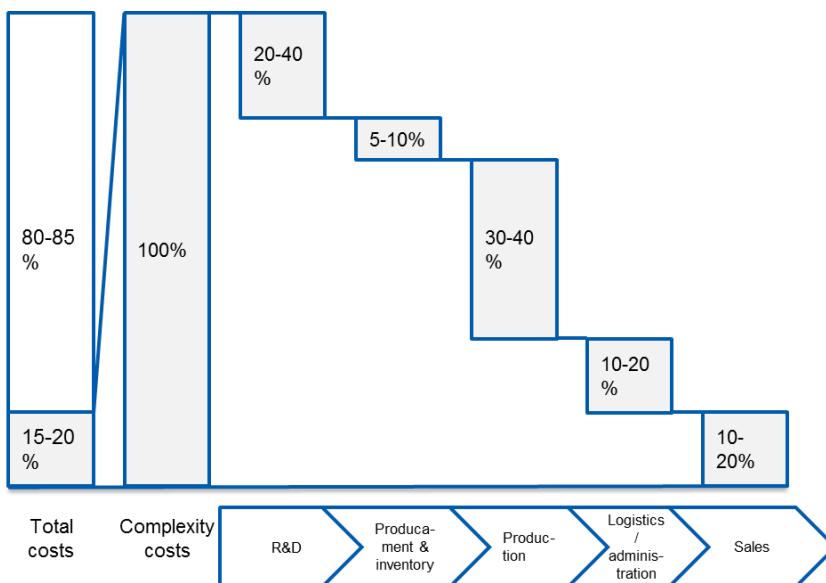 20-40
%
5-10%
80-85
%
100%
30-40
%
10-20
%
15-20
%
10-
20%
Total
costs
Complexity
costs
R&D
Produca-
ment &
inventory
Produc-
tion
Logistics
/
adminis-
tration
Sales